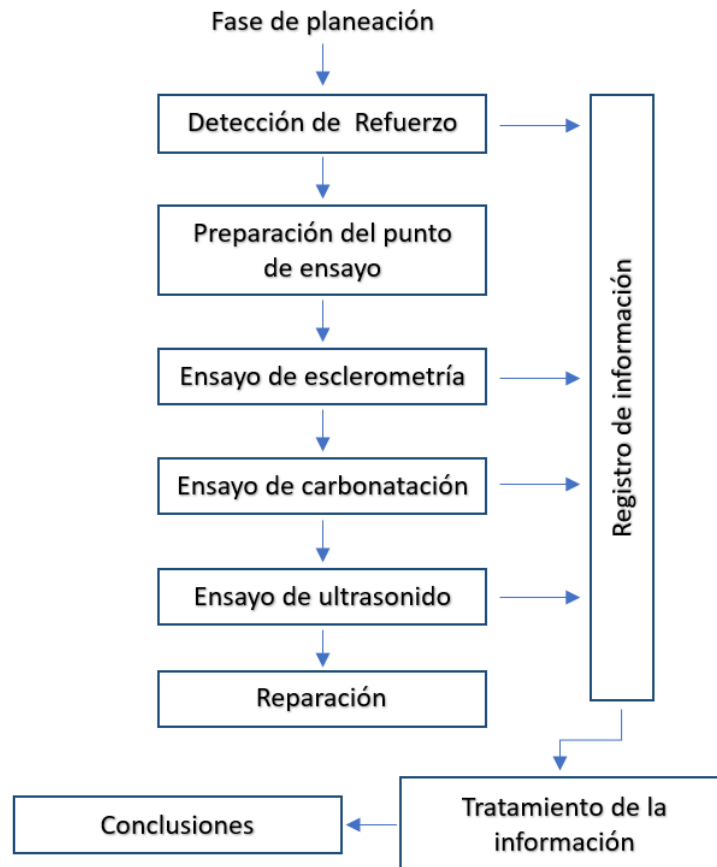 Fase de planeación
Detección de Refuerzo
Preparación del punto
de ensayo
Ensayo de esclerometría
Ensayo de carbonatación
Ensayo de ultrasonido
Reparación
Registro de información
Tratamiento de la
información
Conclusiones